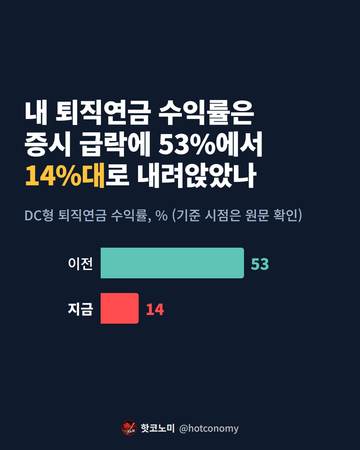 내 퇴직연금 수익률은
증시 급락에 53%에서
14%대로 내려앉았나
DC형 퇴직연금 수익률, % (기준 시점은 원문 확인)
이전 53
지금 14
핫코노미 @hotconomy